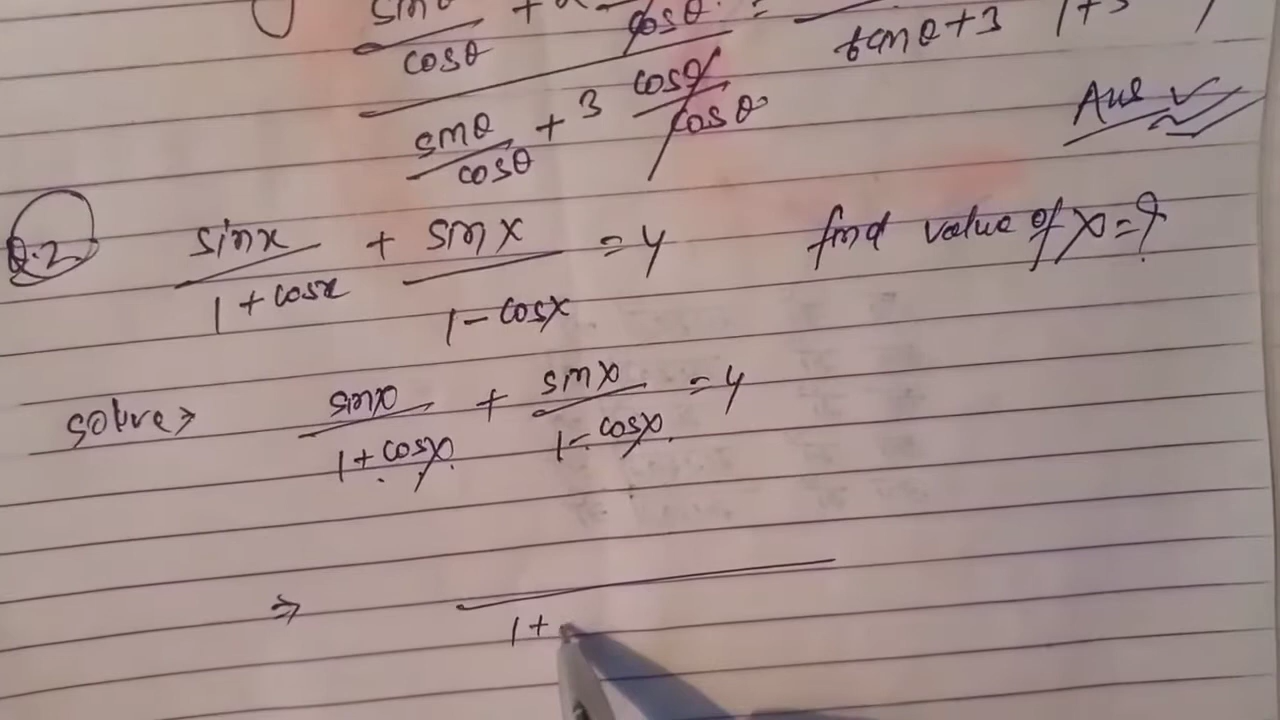 sinθ/cosθ + cosθ =
sinθ/cosθ + 3 cosθ/cosθ tanθ+3 1+3
Ans ✓
Q.2 sinx/1+cosx + sinx/1-cosx = 4 find value of x=?
solve⇒ sinx/1+cosx + sinx/1-cosx = 4
⇒ 1+